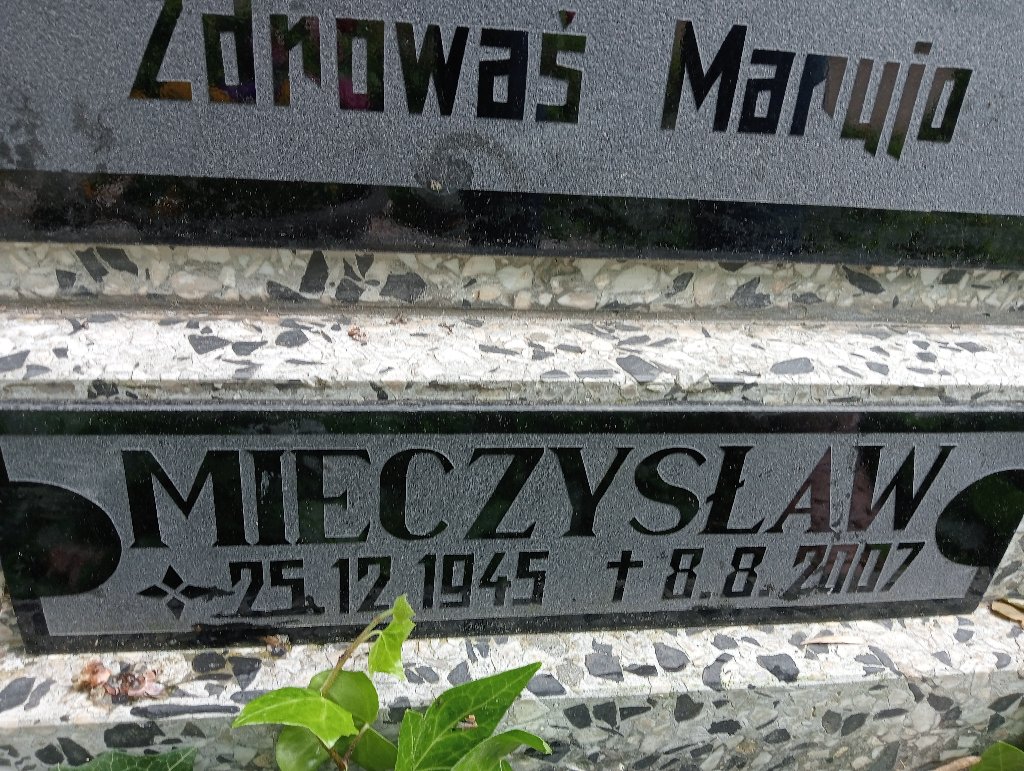 Zdrowaś Maryjo
MIECZYSŁAW
25.12.1945 † 8.8.2007